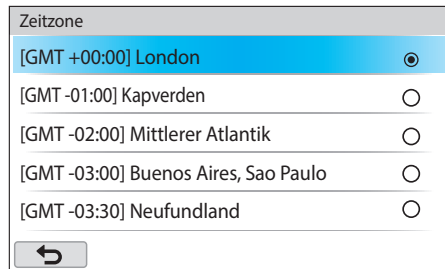 Zeitzone
[GMT +00:00] London
[GMT -01:00] Kapverden
[GMT -02:00] Mittlerer Atlantik
[GMT -03:00] Buenos Aires, Sao Paulo
[GMT -03:30] Neufundland